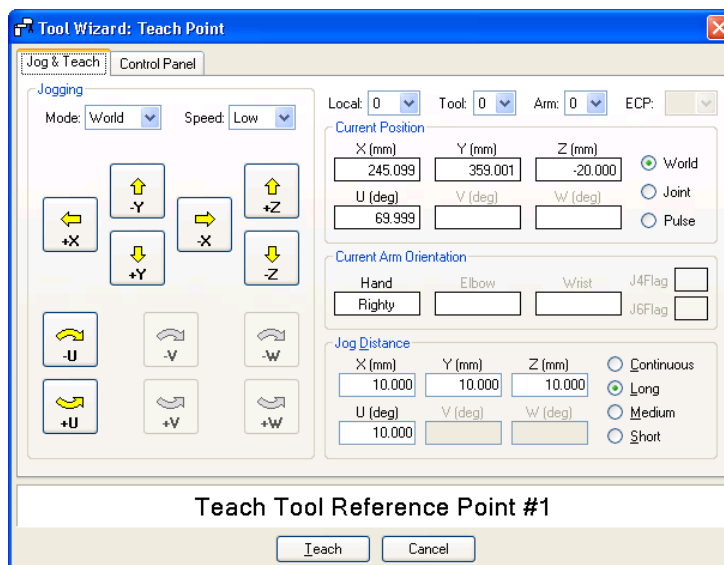 Tool Wizard: Teach Point
Jog & Teach Control Panel
Jogging
Mode: World Speed: Low
+X
-Y
+Y
-X
+Z
-Z
-U -V -W
+U +V +W
Local: 0 Tool: 0 Arm: 0 ECP:
Current Position
X (mm) Y (mm) Z (mm)
245.099 359.001 -20.000
U (deg) V (deg) W (deg)
69.999
World
Joint
Pulse
Current Arm Orientation
Hand Elbow Wrist
Righty
J4Flag
J6Flag
Jog Distance
X (mm) Y (mm) Z (mm)
10.000 10.000 10.000
U (deg) V (deg) W (deg)
10.000
Continuous
Long
Medium
Short
Teach Tool Reference Point #1
Teach Cancel